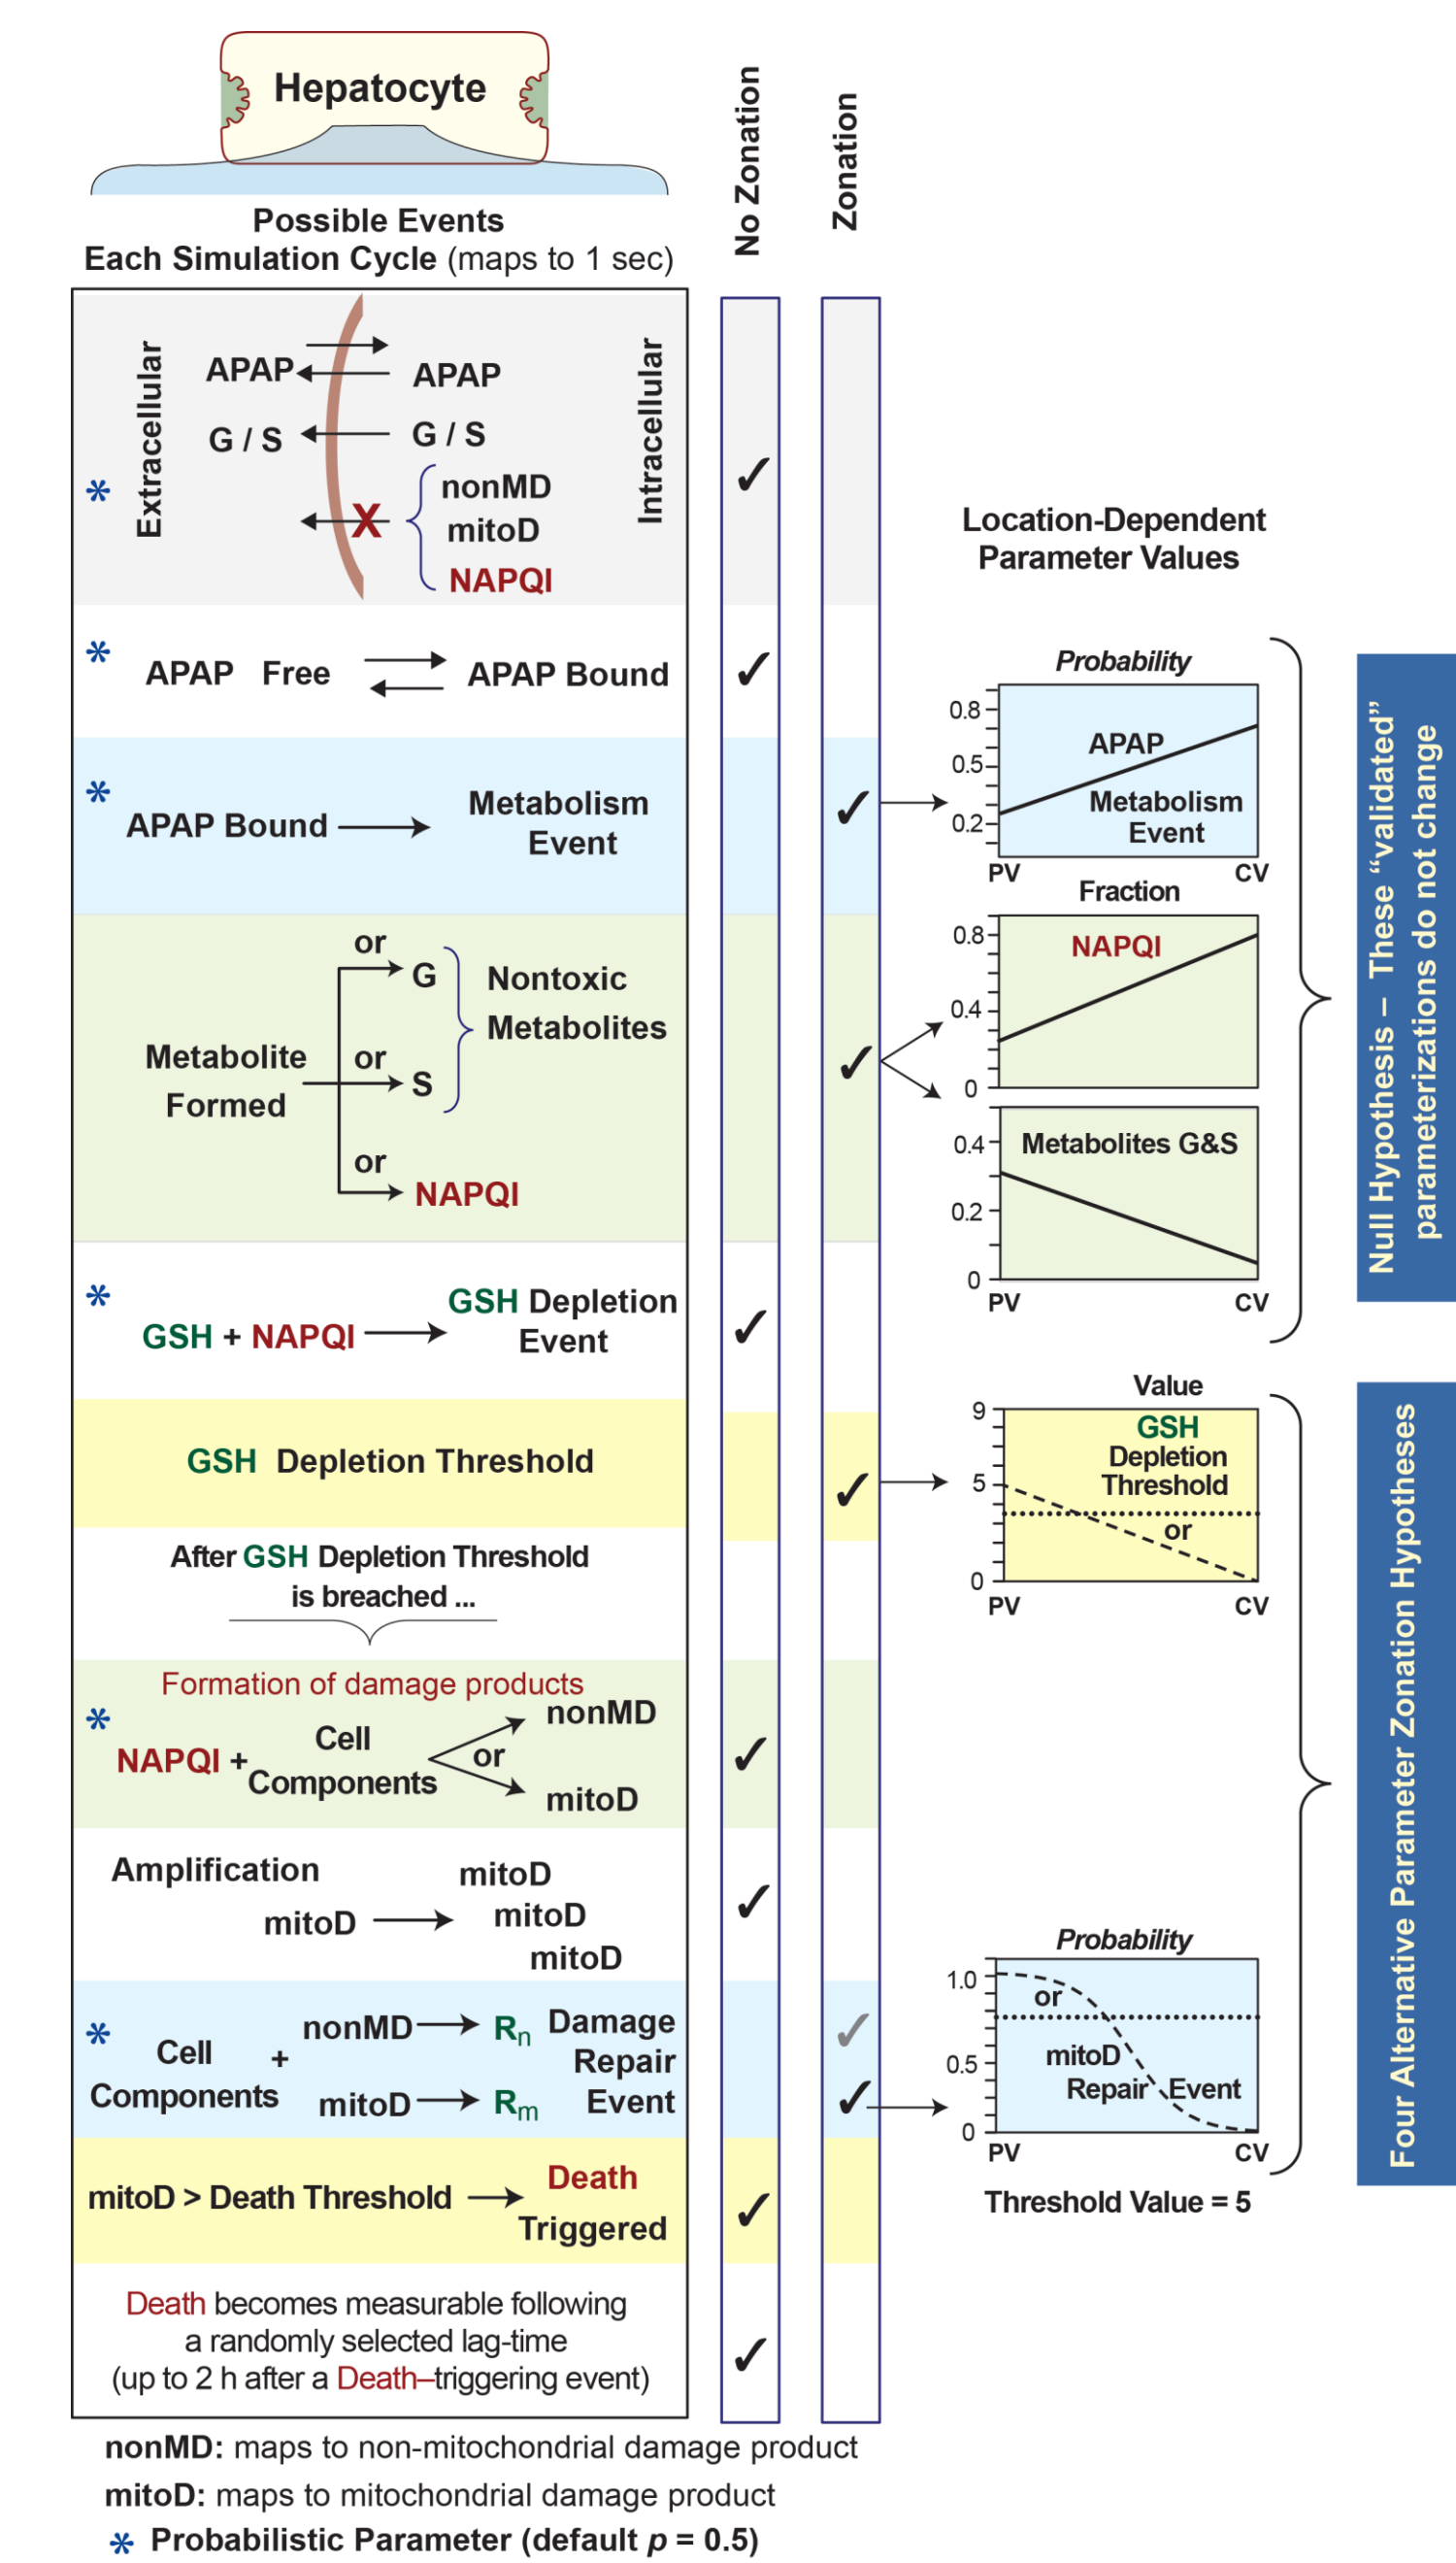 Hepatocyte
Possible Events
Each Simulation Cycle (maps to 1 sec)
No Zonation
Zonation
Extracellular
Intracellular
APAP
APAP
G / S
G / S
nonMD
mitoD
X
NAPQI
*
✓
* APAP Free
APAP Bound
✓
* APAP Bound
Metabolism
Event
✓
Metabolite
Formed
or
G
or
S
or
NAPQI
Nontoxic
Metabolites
✓
* GSH + NAPQI
GSH Depletion
Event
✓
GSH Depletion Threshold
✓
After GSH Depletion Threshold
is breached ...
Formation of damage products
* NAPQI +
Cell
Components
or
nonMD
mitoD
✓
Amplification
mitoD
mitoD
mitoD
mitoD
✓
* Cell
Components
+
nonMD
Rn
mitoD
Rm
Damage
Repair
Event
✓
✓
mitoD > Death Threshold
Death
Triggered
✓
Death becomes measurable following
a randomly selected lag-time
(up to 2 h after a Death–triggering event)
✓
nonMD: maps to non-mitochondrial damage product
mitoD: maps to mitochondrial damage product
* Probabilistic Parameter (default p = 0.5)
Location-Dependent
Parameter Values
Probability
0.8
0.5
0.2
APAP
Metabolism
Event
PV
CV
Fraction
0.8
0.4
0
NAPQI
0.4
0.2
0
Metabolites G&S
PV
CV
Value
9
5
0
GSH
Depletion
Threshold
or
PV
CV
Probability
1.0
0.5
0
or
mitoD
Repair Event
PV
CV
Threshold Value = 5
Null Hypothesis – These “validated”
parameterizations do not change
Four Alternative Parameter Zonation Hypotheses